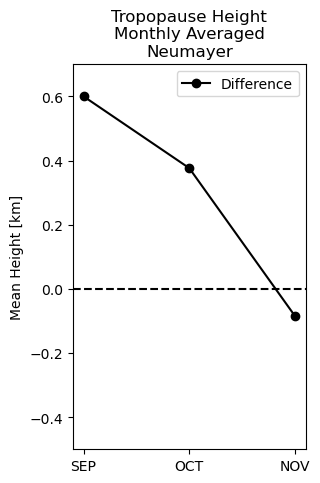 Tropopause Height
Monthly Averaged
Neumayer
Difference
Mean Height [km]
0.6
0.4
0.2
0.0
−0.2
−0.4
SEP OCT NOV